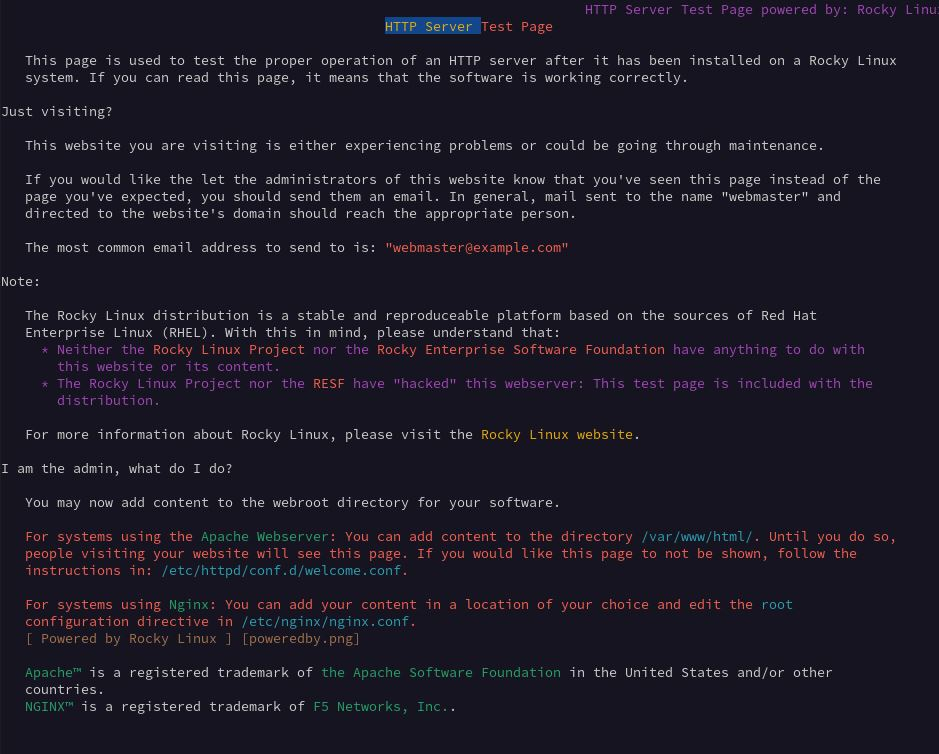 HTTP Server Test Page powered by: Rocky Linu
HTTP Server Test Page
This page is used to test the proper operation of an HTTP server after it has been installed on a Rocky Linux
system. If you can read this page, it means that the software is working correctly.
Just visiting?
This website you are visiting is either experiencing problems or could be going through maintenance.
If you would like the let the administrators of this website know that you've seen this page instead of the
page you've expected, you should send them an email. In general, mail sent to the name "webmaster" and
directed to the website's domain should reach the appropriate person.
The most common email address to send to is: "webmaster@example.com"
Note:
The Rocky Linux distribution is a stable and reproduceable platform based on the sources of Red Hat
Enterprise Linux (RHEL). With this in mind, please understand that:
* Neither the Rocky Linux Project nor the Rocky Enterprise Software Foundation have anything to do with
this website or its content.
* The Rocky Linux Project nor the RESF have "hacked" this webserver: This test page is included with the
distribution.
For more information about Rocky Linux, please visit the Rocky Linux website.
I am the admin, what do I do?
You may now add content to the webroot directory for your software.
For systems using the Apache Webserver: You can add content to the directory /var/www/html/. Until you do so,
people visiting your website will see this page. If you would like this page to not be shown, follow the
instructions in: /etc/httpd/conf.d/welcome.conf.
For systems using Nginx: You can add your content in a location of your choice and edit the root
configuration directive in /etc/nginx/nginx.conf.
[ Powered by Rocky Linux ] [poweredby.png]
Apache™ is a registered trademark of the Apache Software Foundation in the United States and/or other
countries.
NGINX™ is a registered trademark of F5 Networks, Inc..